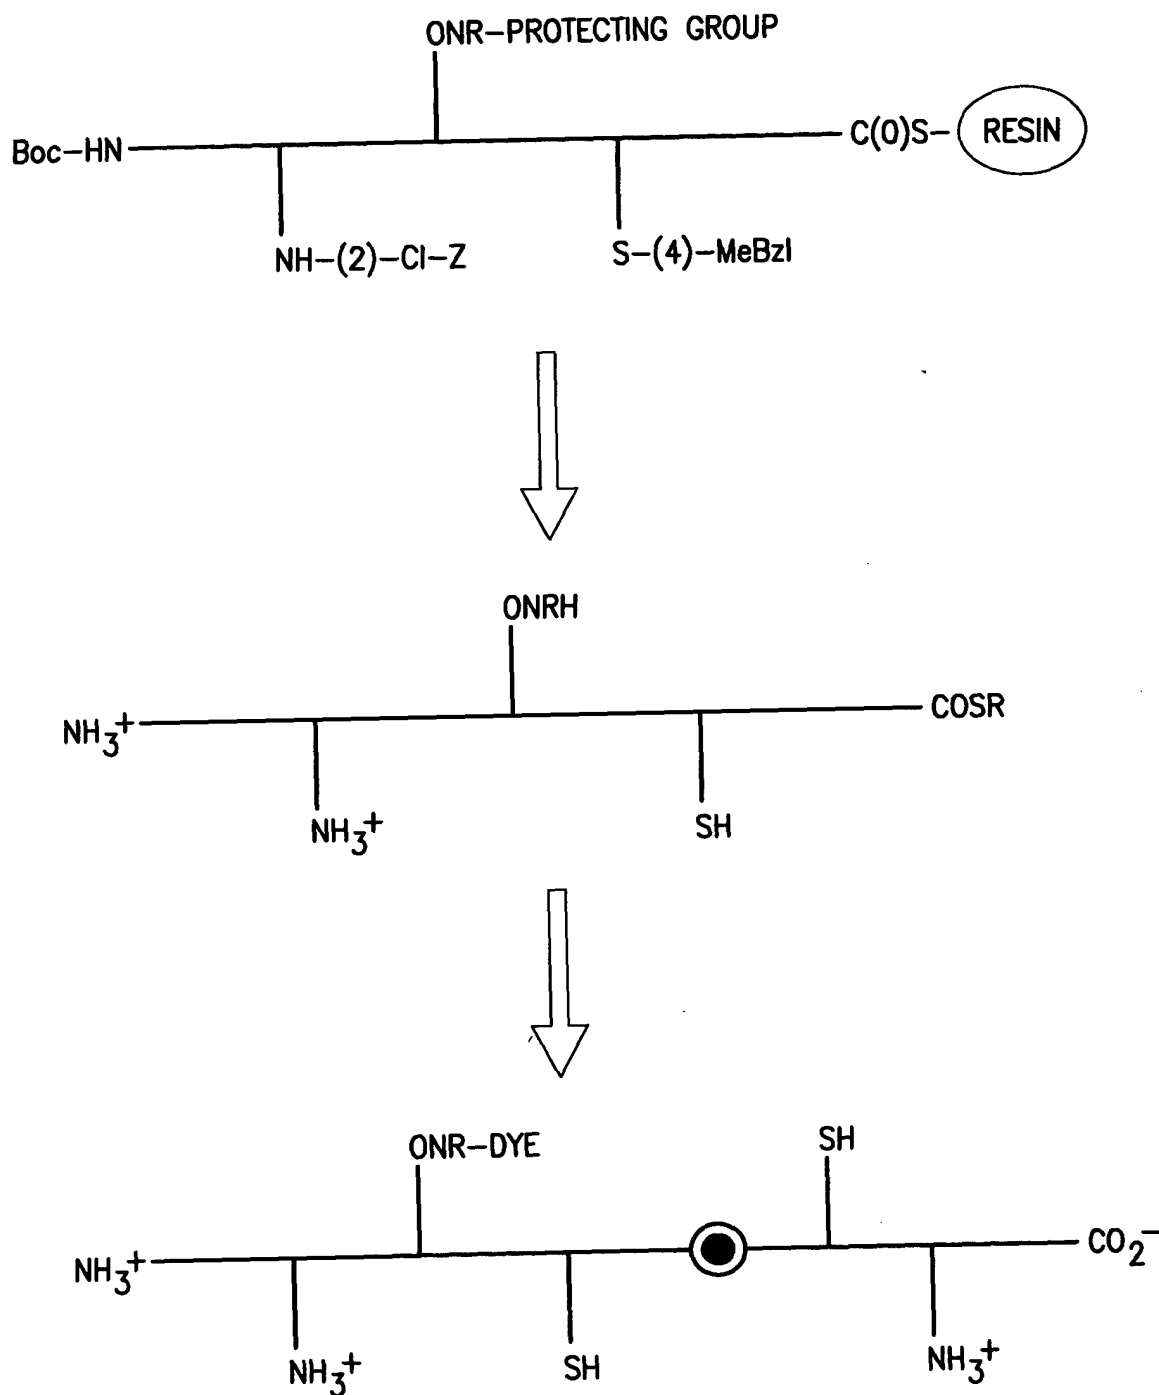 ONR-PROTECTING GROUP
Boc-HN
C(O)S-
RESIN
NH-(2)-Cl-Z
S-(4)-MeBzl
ONRH
NH3+
COSR
NH3+
SH
ONR-DYE
SH
NH3+
CO2-
NH3+
SH
NH3+